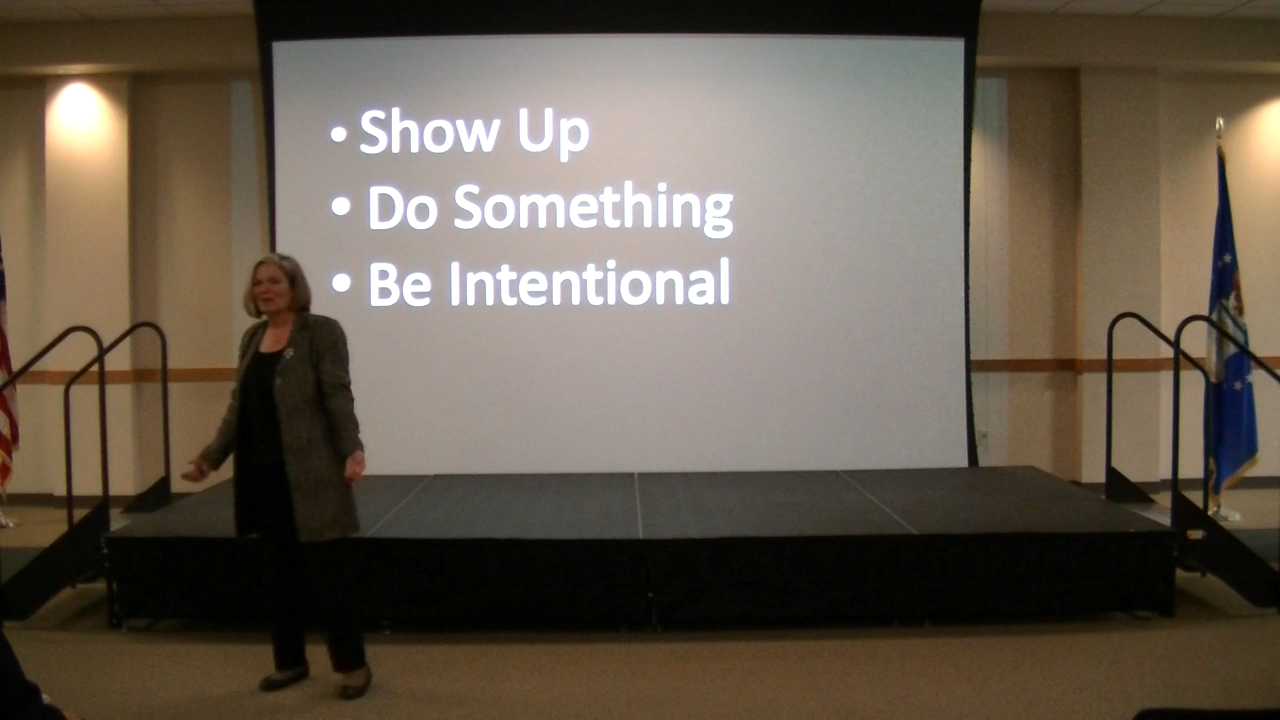 • Show Up
• Do Something
• Be Intentional